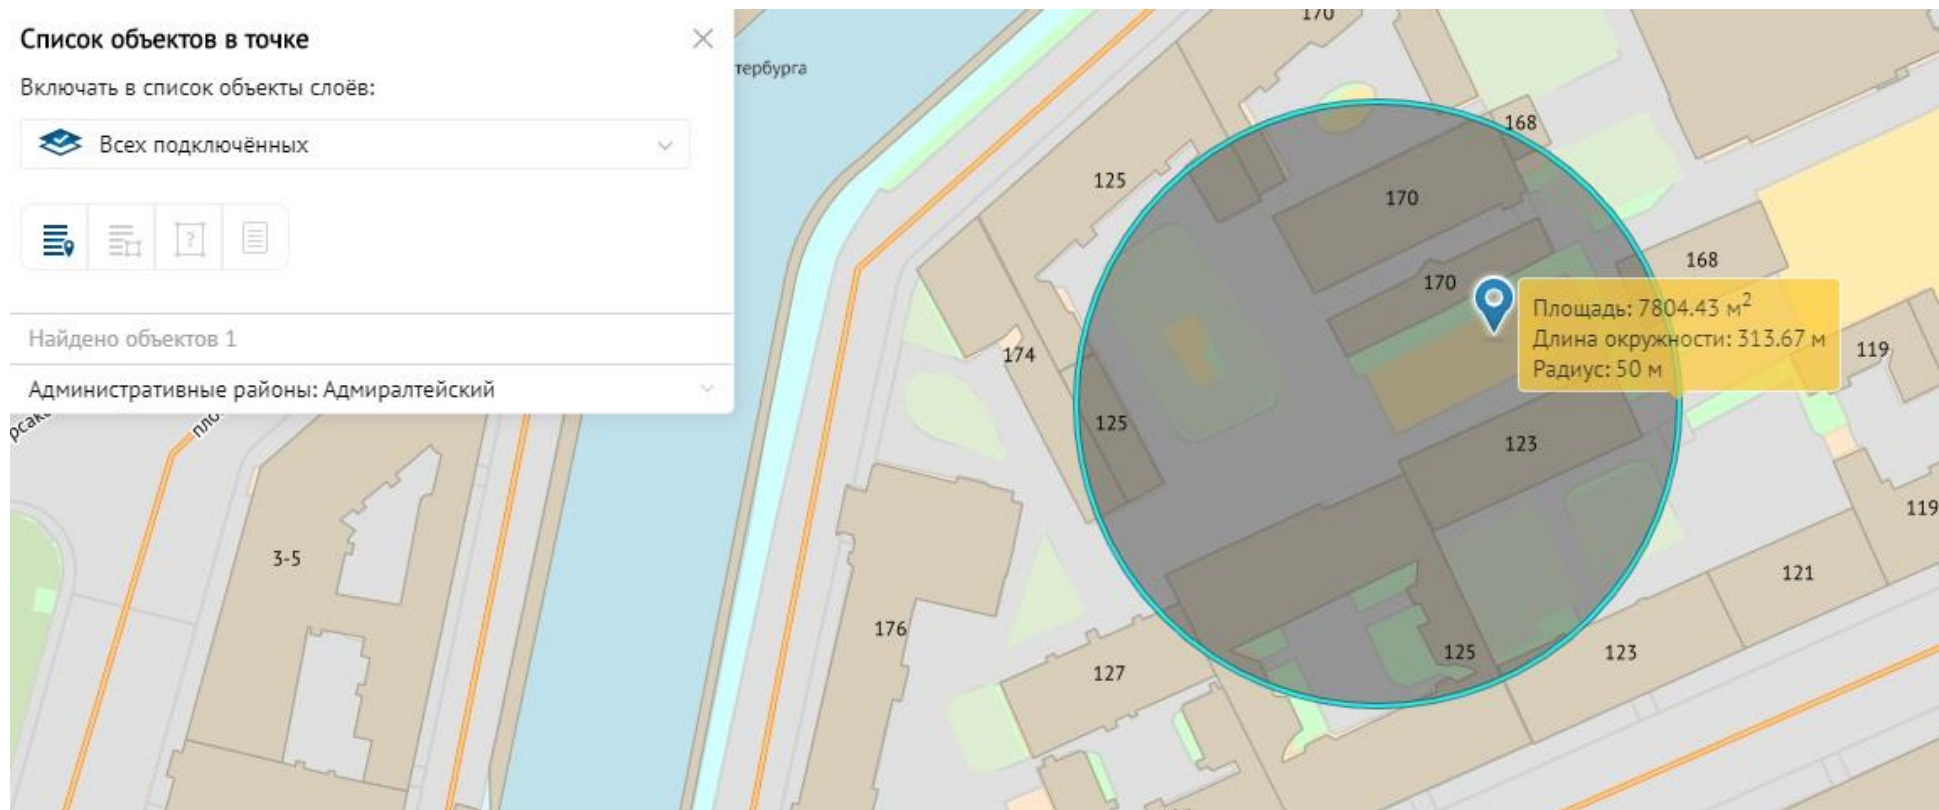 Список объектов в точке
Включать в список объекты слоёв:
Всех подключённых
Найдено объектов 1
Административные районы: Адмиралтейский
тербурга
170
168
125
170
168
170
Площадь: 7804.43 м²
Длина окружности: 313.67 м
Радиус: 50 м
119
174
125
123
119
3-5
121
176
125
123
127
рсак
пло